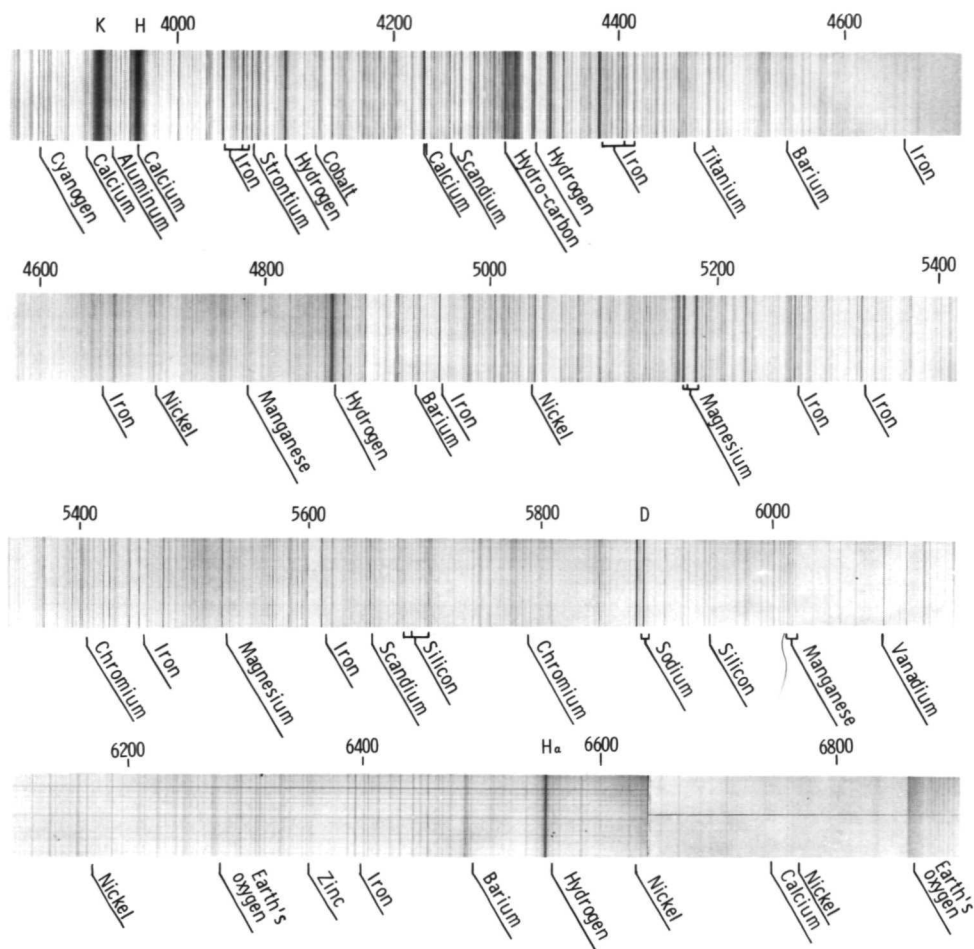 K H 4000 4200 4400 4600
Cyanogen Calcium Aluminum Calcium Iron Strontium Hydrogen Cobalt Calcium Scandium Hydro-carbon Hydrogen Iron Titanium Barium Iron
4600 4800 5000 5200 5400
Iron Nickel Manganese Hydrogen Barium Iron Nickel Magnesium Iron Iron
5400 5600 5800 D 6000
Chromium Iron Magnesium Iron Scandium Silicon Chromium Sodium Silicon Manganese Vanadium
6200 6400 Hα 6600 6800
Nickel Earth's oxygen Zinc Iron Barium Hydrogen Nickel Calcium Nickel Earth's oxygen